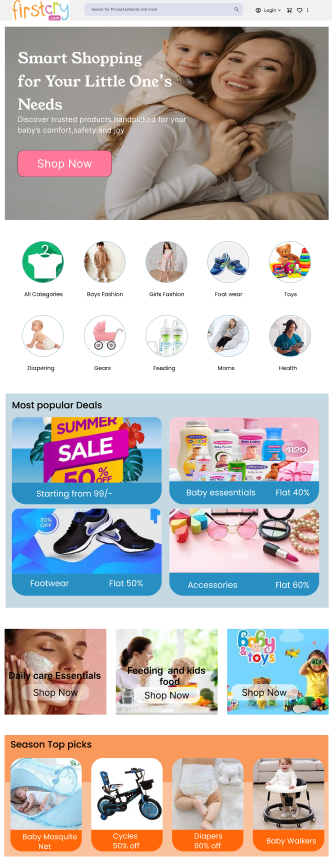 firstcry
.com
Search for Products,Brands and more
Login
Smart Shopping
for Your Little One's
Needs
Discover trusted products,handpicked for your
baby's comfort,safety,and joy
Shop Now
All Categories
Boys Fashion
Girls Fashion
Foot wear
Toys
Diapering
Gears
Feeding
Moms
Health
Most popular Deals
SUMMER
SALE
50%
OFF
Starting from 99/-
Baby essesntials
Flat 40%
50%
OFF
Footwear
Flat 50%
Accessories
Flat 60%
Daily care Essentials
Shop Now
Feeding and kids
food
Shop Now
Baby
& toys
Shop Now
Season Top picks
Baby Mosquite
Net
Cycles
50% off
Diapers
60% off
Baby Walkers